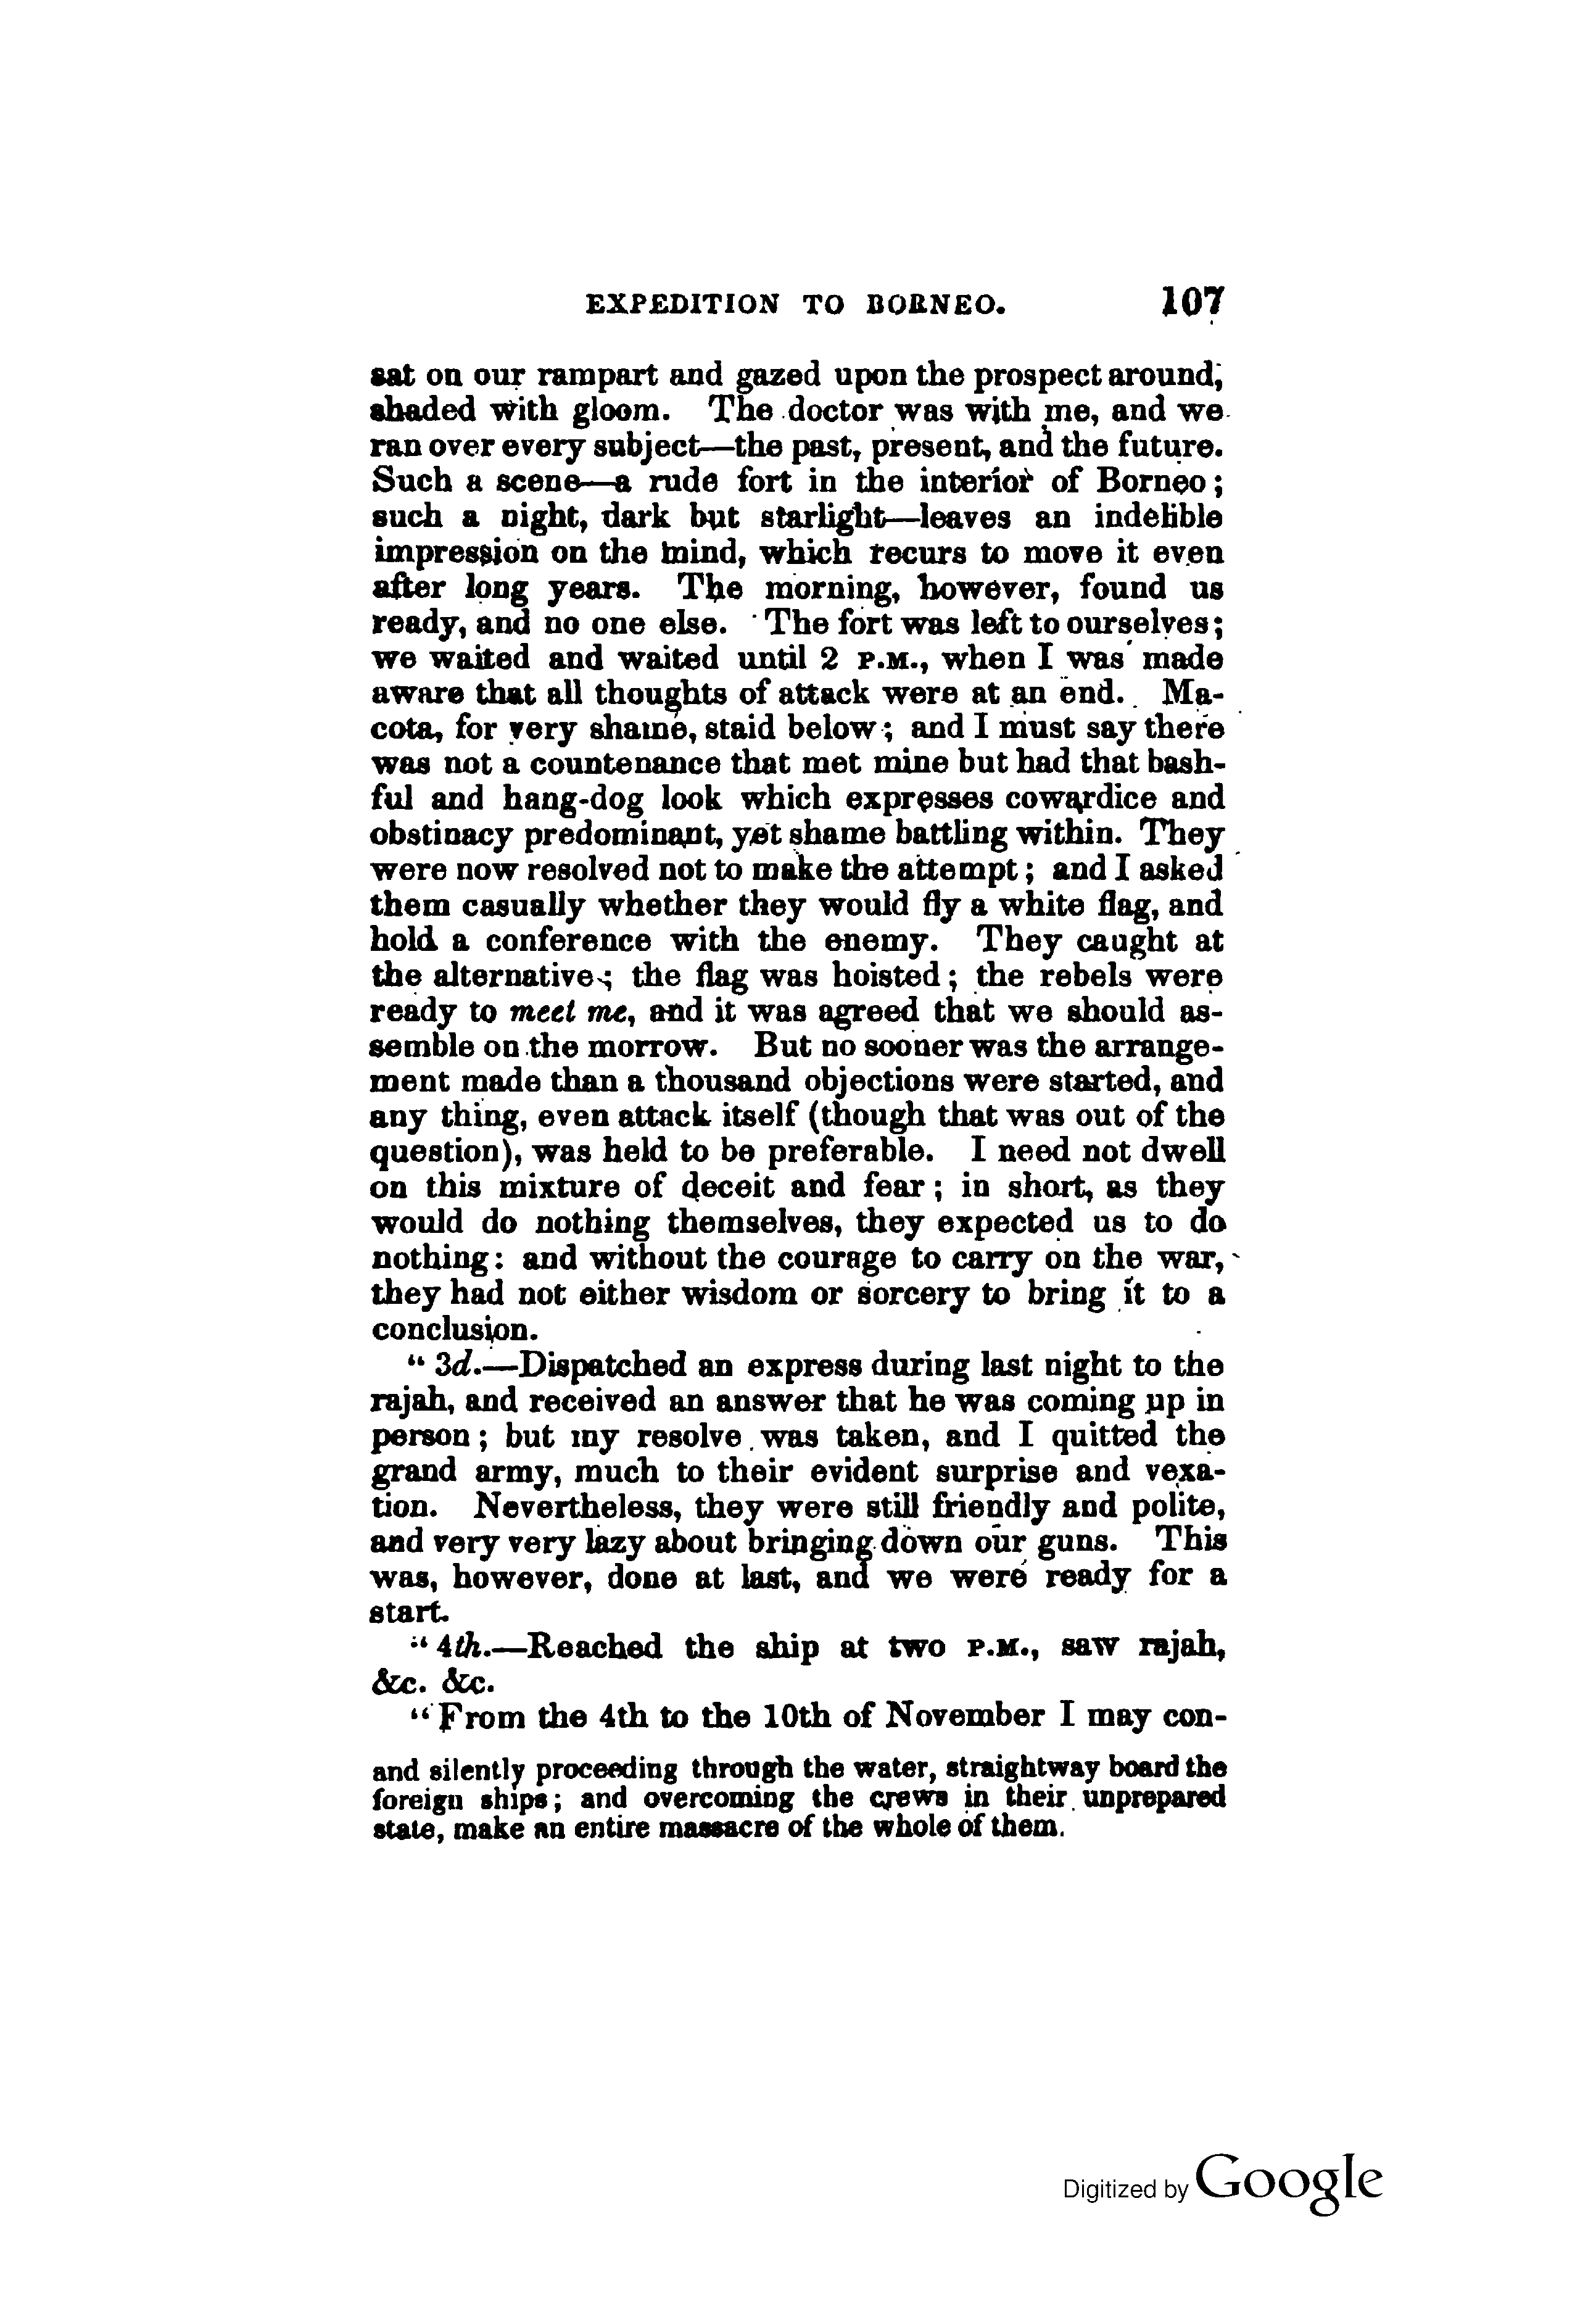 EXPEDITION TO BORNEO. 107
sat on our rampart and gazed upon the prospect around,
shaded with gloom. The doctor was with me, and we
ran over every subject—the past, present, and the future.
Such a scene—a rude fort in the interior of Borneo;
such a night, dark but starlight—leaves an indelible
impression on the mind, which recurs to move it even
after long years. The morning, however, found us
ready, and no one else. The fort was left to ourselves;
we waited and waited until 2 P.M., when I was made
aware that all thoughts of attack were at an end. Ma-
cota, for very shame, staid below; and I must say there
was not a countenance that met mine but had that bash-
ful and hang-dog look which expresses cowardice and
obstinacy predominant, yet shame battling within. They
were now resolved not to make the attempt; and I asked
them casually whether they would fly a white flag, and
hold a conference with the enemy. They caught at
the alternative; the flag was hoisted; the rebels were
ready to meet me, and it was agreed that we should as-
semble on the morrow. But no sooner was the arrange-
ment made than a thousand objections were started, and
any thing, even attack itself (though that was out of the
question), was held to be preferable. I need not dwell
on this mixture of deceit and fear; in short, as they
would do nothing themselves, they expected us to do
nothing: and without the courage to carry on the war,
they had not either wisdom or sorcery to bring it to a
conclusion.
" 3d.—Dispatched an express during last night to the
rajah, and received an answer that he was coming up in
person; but my resolve was taken, and I quitted the
grand army, much to their evident surprise and vexa-
tion. Nevertheless, they were still friendly and polite,
and very very lazy about bringing down our guns. This
was, however, done at last, and we were ready for a
start.
" 4th.—Reached the ship at two P.M., saw rajah,
&c. &c.
"From the 4th to the 10th of November I may con-
and silently proceeding through the water, straightway board the
foreign ships; and overcoming the crews in their unprepared
state, make an entire massacre of the whole of them.
Digitized by Google